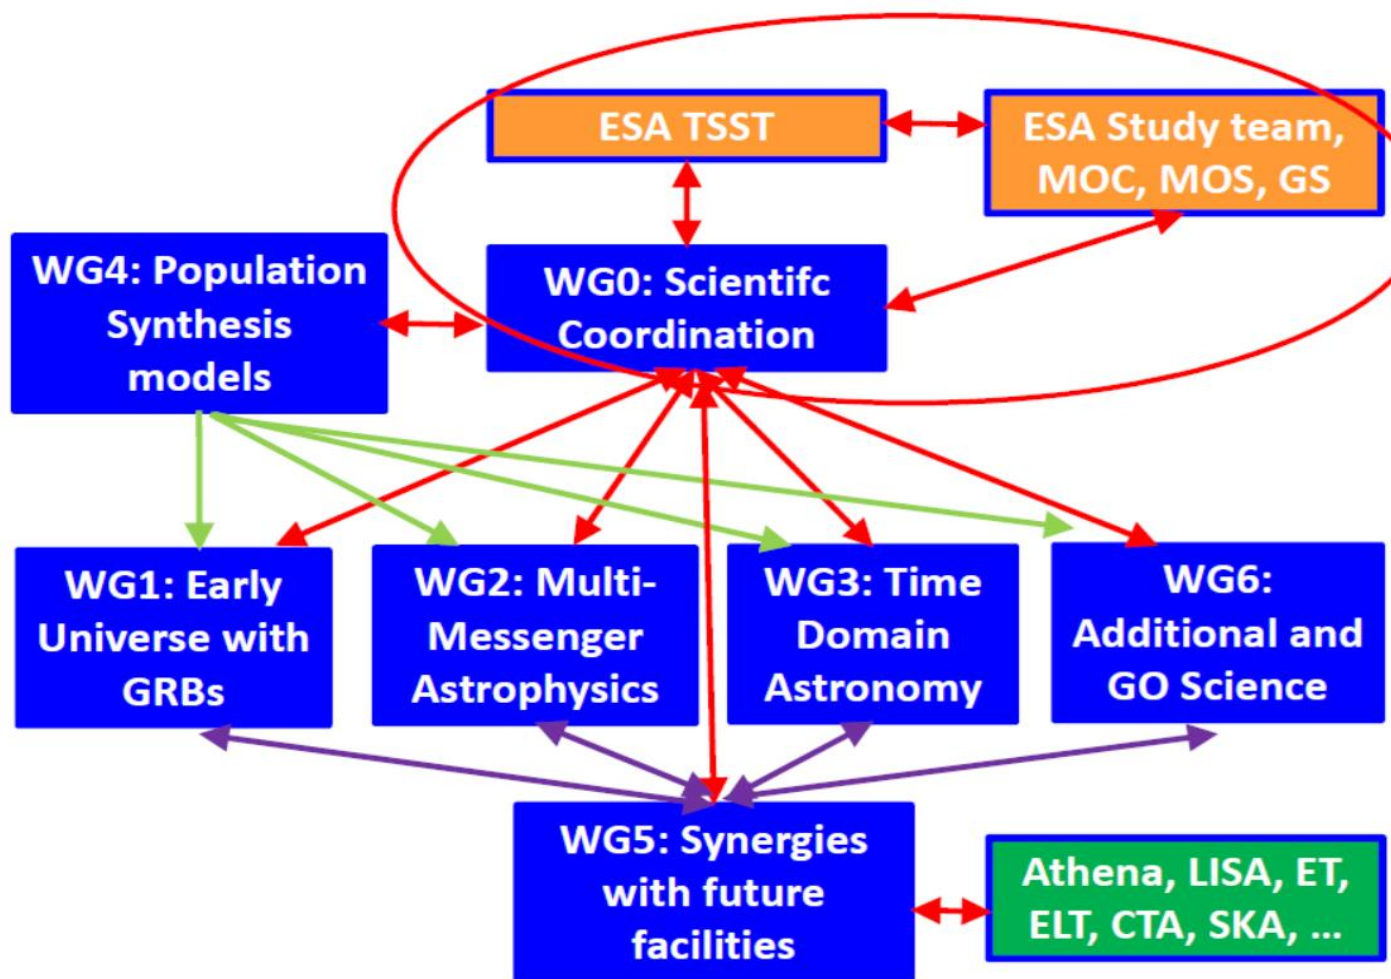 ESA TSST
ESA Study team,
MOC, MOS, GS
WG4: Population
Synthesis
models
WG0: Scientifc
Coordination
WG1: Early
Universe with
GRBs
WG2: Multi-
Messenger
Astrophysics
WG3: Time
Domain
Astronomy
WG6:
Additional and
GO Science
WG5: Synergies
with future
facilities
Athena, LISA, ET,
ELT, CTA, SKA, ...